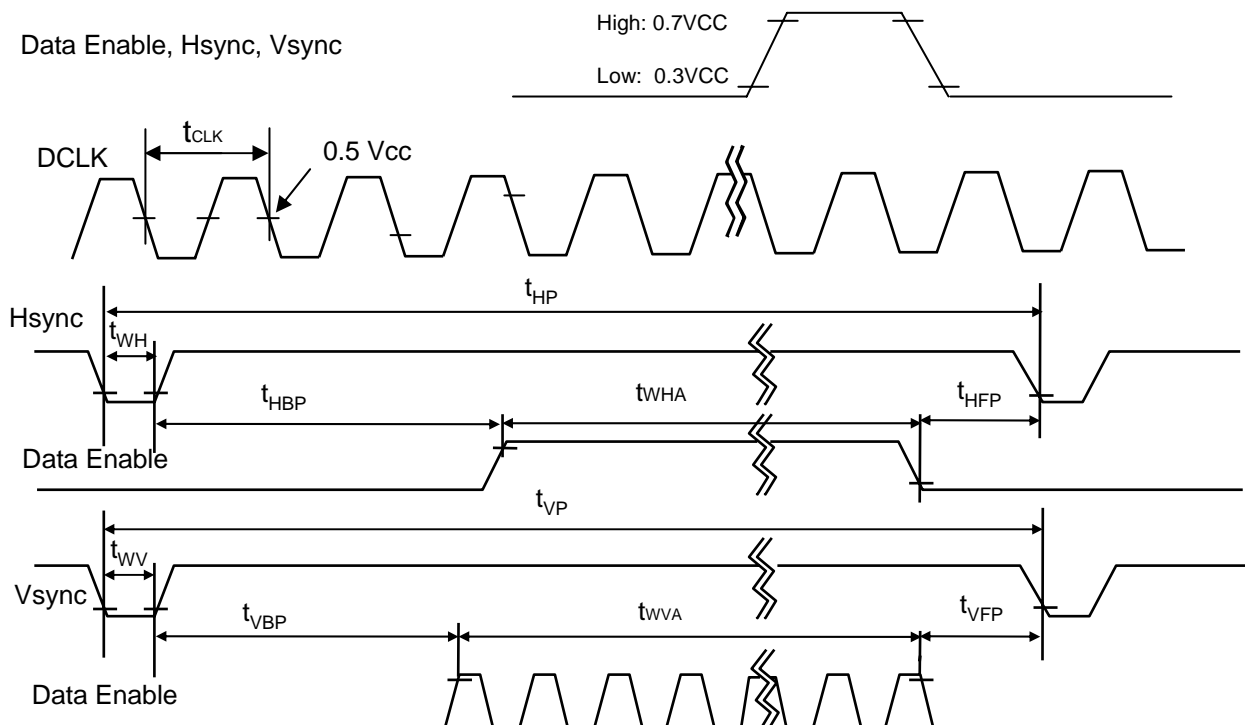 High: 0.7VCC
Data Enable, Hsync, Vsync
Low: 0.3VCC
tCLK
DCLK
0.5 Vcc
tHP
Hsync
tWH
tHBP
tWHA
tHFP
Data Enable
tVP
tWV
Vsync
tVBP
tWVA
tVFP
Data Enable